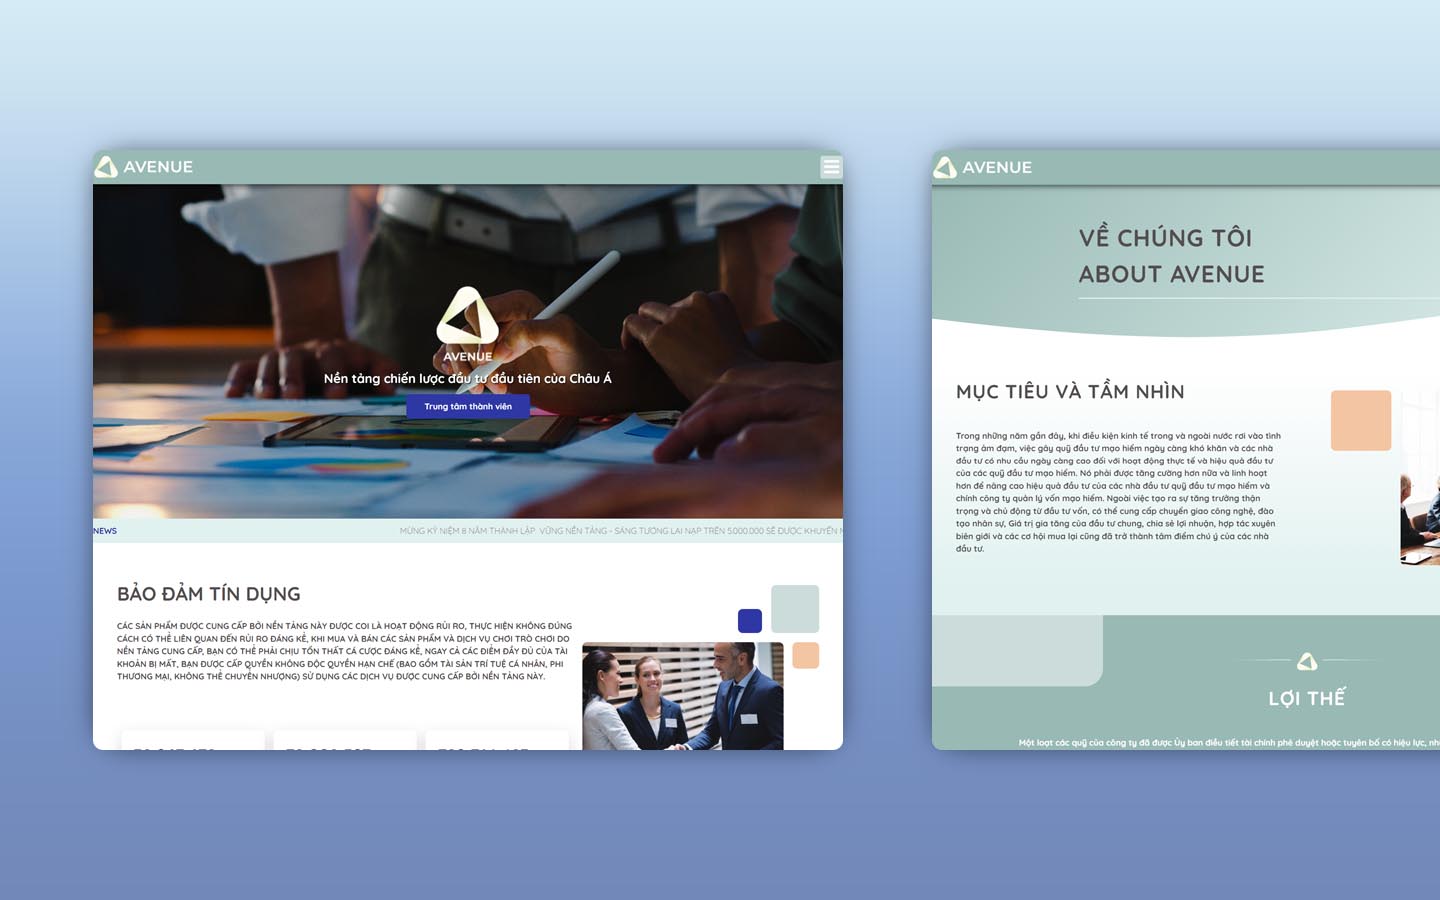 AVENUE
AVENUE
Nền tảng chiến lược đầu tư đầu tiên của Châu Á
Trung tâm thành viên
NEWS
MỪNG KỶ NIỆM 8 NĂM THÀNH LẬP VỮNG NỀN TẢNG - SÁNG TƯƠNG LAI NẠP TRÊN 5.000.000 SẼ ĐƯỢC KHUYẾN
BẢO ĐẢM TÍN DỤNG
CÁC SẢN PHẨM ĐƯỢC CUNG CẤP BỞI NỀN TẢNG NÀY ĐƯỢC COI LÀ HOẠT ĐỘNG RỦI RO, THỰC HIỆN KHÔNG ĐÚNG
CÁCH CÓ THỂ LIÊN QUAN ĐẾN RỦI RO ĐÁNG KỂ, KHI MUA VÀ BÁN CÁC SẢN PHẨM VÀ DỊCH VỤ CHƠI TRÒ CHƠI DO
NỀN TẢNG CUNG CẤP, BẠN CÓ THỂ PHẢI CHỊU TỔN THẤT CÁ CƯỢC ĐÁNG KỂ, NGAY CẢ CÁC ĐIỂM ĐẦY ĐỦ CỦA TÀI
KHOẢN BỊ MẤT, BẠN ĐƯỢC CẤP QUYỀN KHÔNG ĐỘC QUYỀN HẠN CHẾ (BAO GỒM TÀI SẢN TRÍ TUỆ CÁ NHÂN, PHI
THƯƠNG MẠI, KHÔNG THỂ CHUYỂN NHƯỢNG) SỬ DỤNG CÁC DỊCH VỤ ĐƯỢC CUNG CẤP BỞI NỀN TẢNG NÀY.
AVENUE
VỀ CHÚNG TÔI
ABOUT AVENUE
MỤC TIÊU VÀ TẦM NHÌN
Trong những năm gần đây, khi điều kiện kinh tế trong và ngoài nước rơi vào tình
trạng ảm đạm, việc gây quỹ đầu tư mạo hiểm ngày càng khó khăn và các nhà
đầu tư có nhu cầu ngày càng cao đối với hoạt động thực tế và hiệu quả đầu tư
của các quỹ đầu tư mạo hiểm. Nó phải được tăng cường hơn nữa và linh hoạt
hơn để nâng cao hiệu quả đầu tư của các nhà đầu tư quỹ đầu tư mạo hiểm và
chính công ty quản lý vốn mạo hiểm. Ngoài việc tạo ra sự tăng trưởng thận
trọng và chủ động từ đầu tư vốn, có thể cung cấp chuyển giao công nghệ, đào
tạo nhân sự, Giá trị gia tăng của đầu tư chung, chia sẻ lợi nhuận, hợp tác xuyên
biên giới và các cơ hội mua lại cũng đã trở thành tâm điểm chú ý của các nhà
đầu tư.
LỢI THẾ
Một loạt các quỹ của công ty đã được Ủy ban điều tiết tài chính phê duyệt hoặc tuyên bố có hiệu lực,